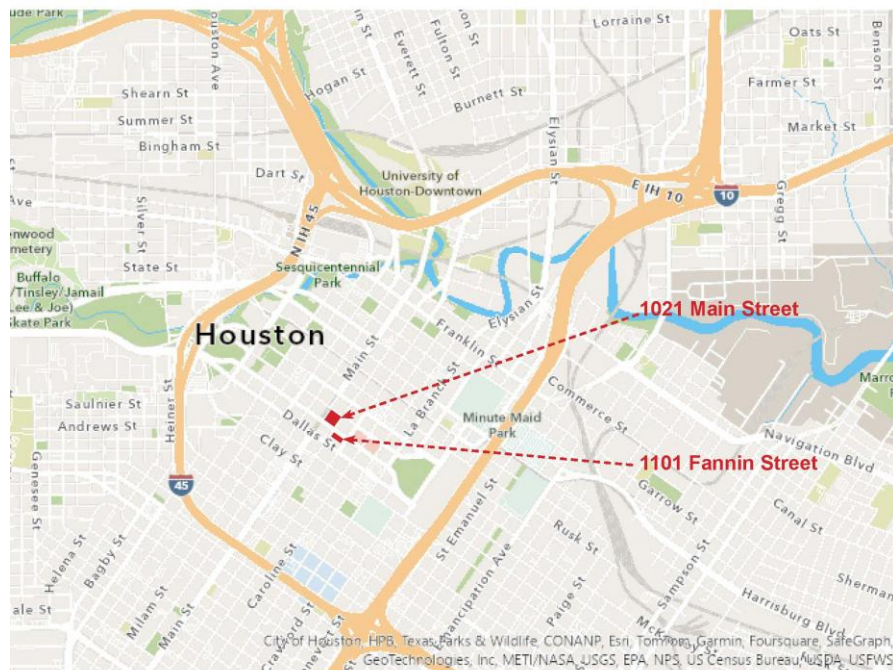 ude Park
Houston Ave
Everett St
Fulton St
Lorraine St
Oats St
Benson St
Hogan St
Shearn St
Burnett St
Farmer St
Summer St
Elysian St
Market St
Bingham St
Dart St
University of
Houston-Downtown
E IH 10
10
Gregg St
Ave
Silver St
N IH 45
enwood
metery
State St
Sesquicentennial
Park
Buffalo
/Tinsley/Jamail
Lee & Joe)
Skate Park
Elysian St
1021 Main Street
Houston
Franklin St
Main St
Heiner St
La Branch St
Commerce St
Marro
Saulnier St
Andrews St
Dallas St
Minute Maid
Park
Clay St
Navigation Blvd
1101 Fannin Street
Genesee St
45
Garrow St
St Emanuel St
Canal St
Rusk St
Helena St
Bagby St
Caroline St
Emancipation Ave
Sampson St
Sherman
Milam St
Paige St
Harrisburg Blvd
ale St
Main St
Crawford St
City of Houston, HPB, Texas Parks & Wildlife, CONANP, Esri, TomTom, Garmin, Foursquare, SafeGraph,
GeoTechnologies, Inc, METI/NASA, USGS, EPA, NPS, US Census Bureau, USDA, USFWS